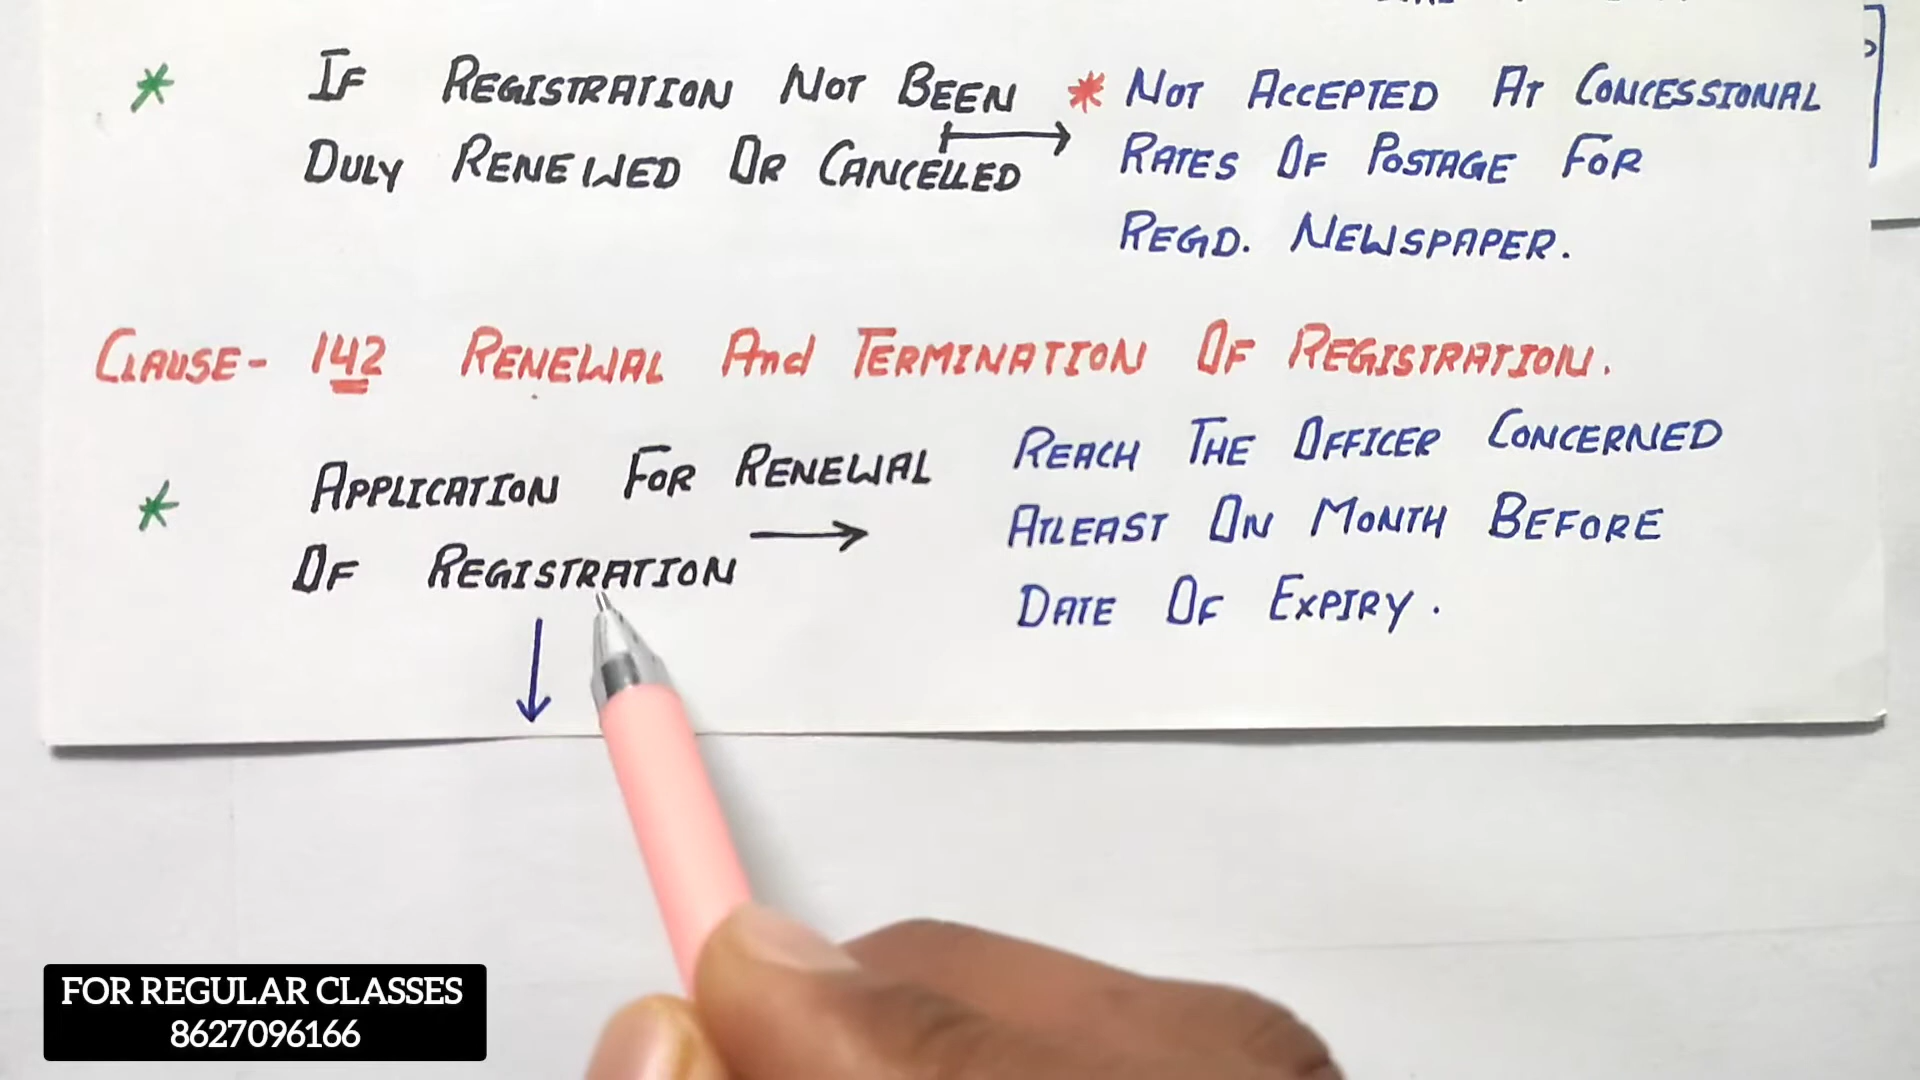 IF REGISTRATION NOT BEEN
DULY RENEWED OR CANCELLED
* NOT ACCEPTED AT CONCESSIONAL
RATES OF POSTAGE FOR
REGD. NEWSPAPER.
CLAUSE- 142 RENEWAL And TERMINATION OF REGISTRATION.
* APPLICATION FOR RENEWAL
OF REGISTRATION
REACH THE OFFICER CONCERNED
ATLEAST ON MONTH BEFORE
DATE OF EXPIRY.
FOR REGULAR CLASSES
8627096166